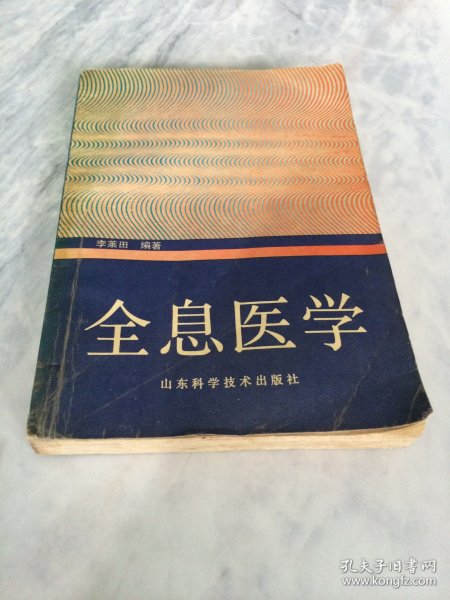 李莱田 编著
全息医学
山东科学技术出版社
孔夫子旧书网
www.kongfz.com